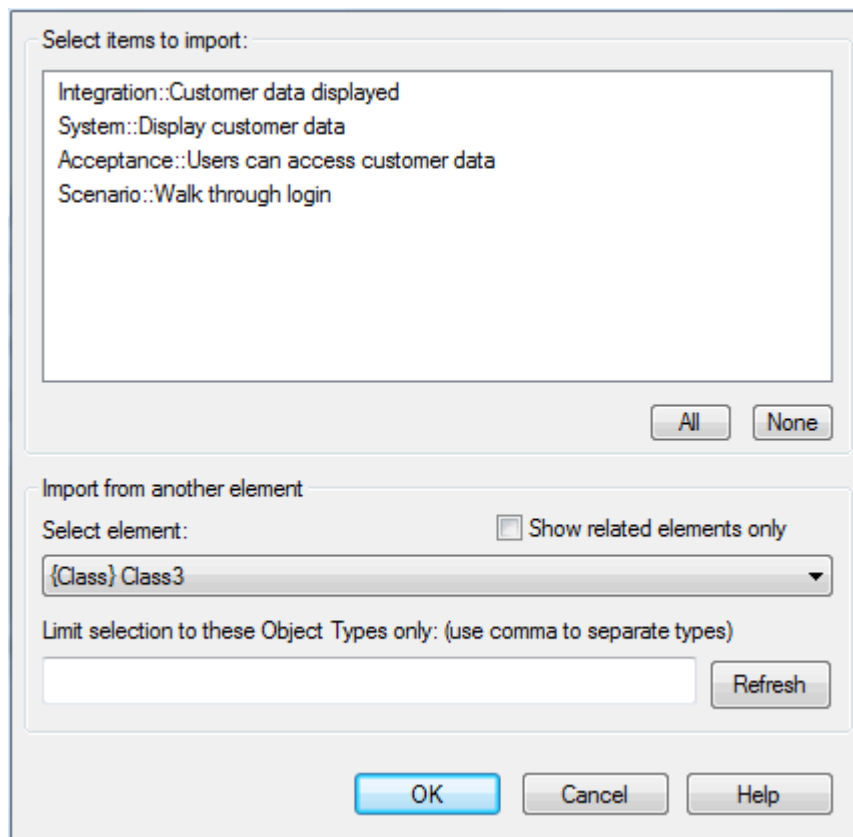 Select items to import:
Integration::Customer data displayed
System::Display customer data
Acceptance::Users can access customer data
Scenario::Walk through login
All None
Import from another element
Select element: Show related elements only
{Class} Class3
Limit selection to these Object Types only: (use comma to separate types)
Refresh
OK Cancel Help